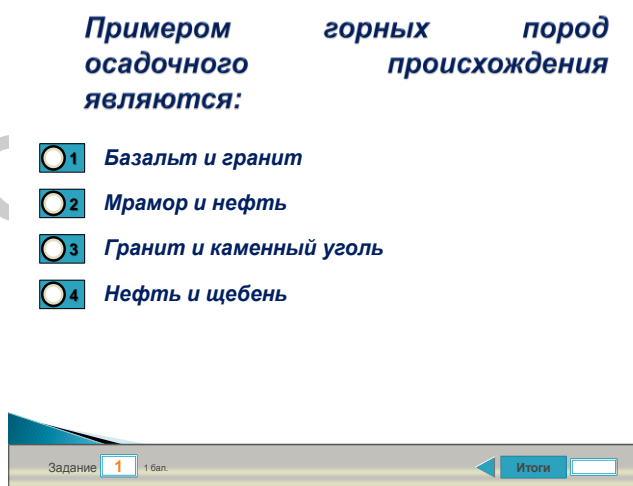 Примером горных пород
осадочного происхождения
являются:
1 Базальт и гранит
2 Мрамор и нефть
3 Гранит и каменный уголь
4 Нефть и щебень
Задание 1 1 бал. Итоги